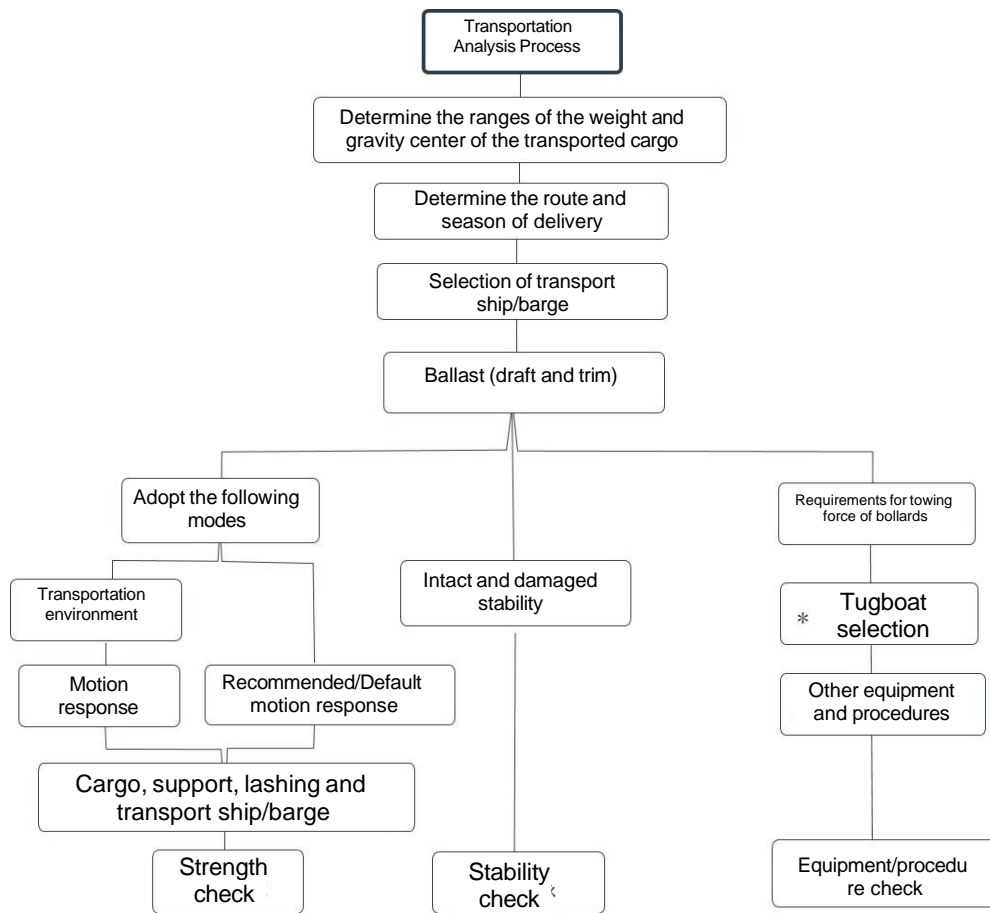 Transportation
Analysis Process
Determine the ranges of the weight and
gravity center of the transported cargo
Determine the route and
season of delivery
Selection of transport
ship/barge
Ballast (draft and trim)
Adopt the following
modes
Requirements for towing
force of bollards
Transportation
environment
Intact and damaged
stability
* Tugboat
selection
Motion
response
Recommended/Default
motion response
Other equipment
and procedures
Cargo, support, lashing and
transport ship/barge
Strength
check
Stability
check
Equipment/procedu
re check